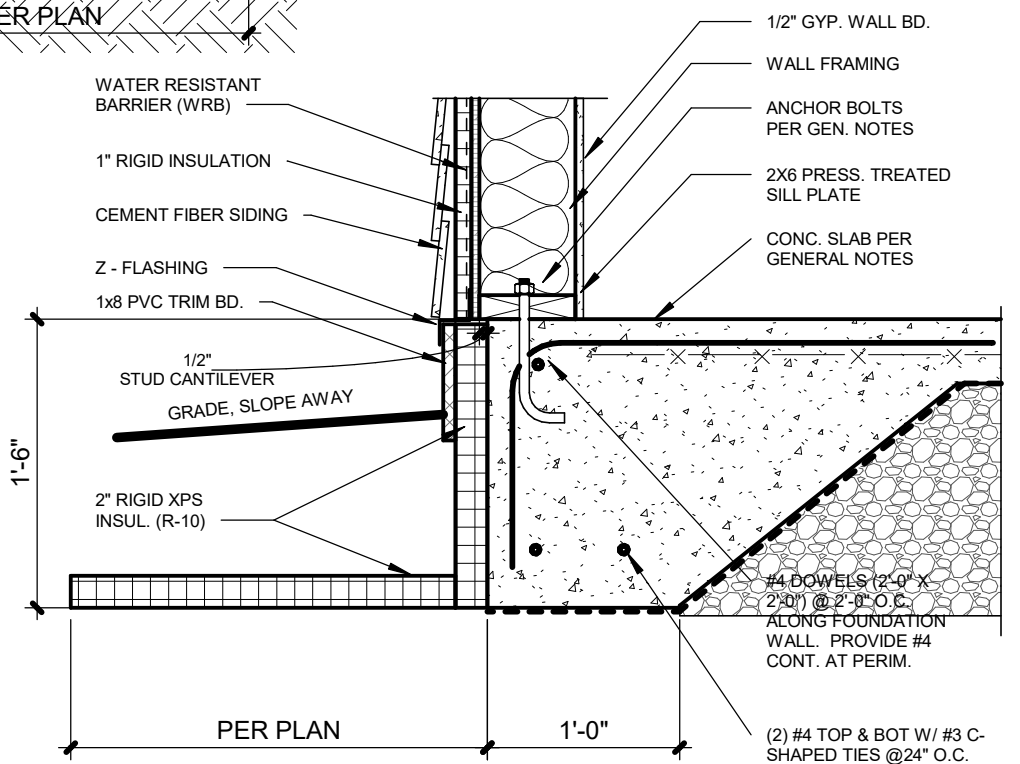 ER PLAN
WATER RESISTANT
BARRIER (WRB)
1" RIGID INSULATION
CEMENT FIBER SIDING
Z - FLASHING
1x8 PVC TRIM BD.
1/2"
STUD CANTILEVER
GRADE, SLOPE AWAY
1'-6"
2" RIGID XPS
INSUL. (R-10)
PER PLAN
1'-0"
1/2" GYP. WALL BD.
WALL FRAMING
ANCHOR BOLTS
PER GEN. NOTES
2X6 PRESS. TREATED
SILL PLATE
CONC. SLAB PER
GENERAL NOTES
#4 DOWELS (2'-0" X
2'-0") @ 2'-0" O.C.
ALONG FOUNDATION
WALL. PROVIDE #4
CONT. AT PERIM.
(2) #4 TOP & BOT W/ #3 C-
SHAPED TIES @24" O.C.